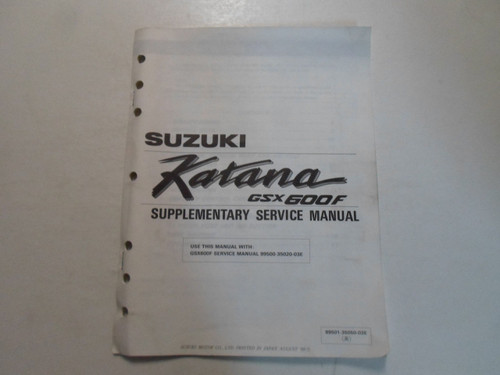 SUZUKI
Katana
GSX600F
SUPPLEMENTARY SERVICE MANUAL
USE THIS MANUAL WITH:
GSX600F SERVICE MANUAL 99500-35020-03E